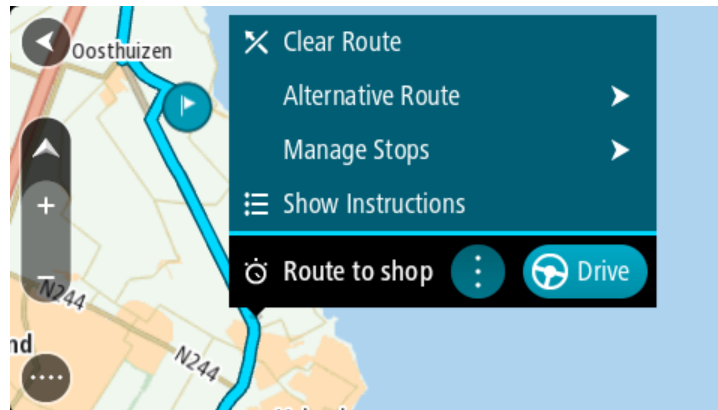 Oosthuizen
Clear Route
Alternative Route
Manage Stops
Show Instructions
Route to shop
Drive
N244
nd
N244